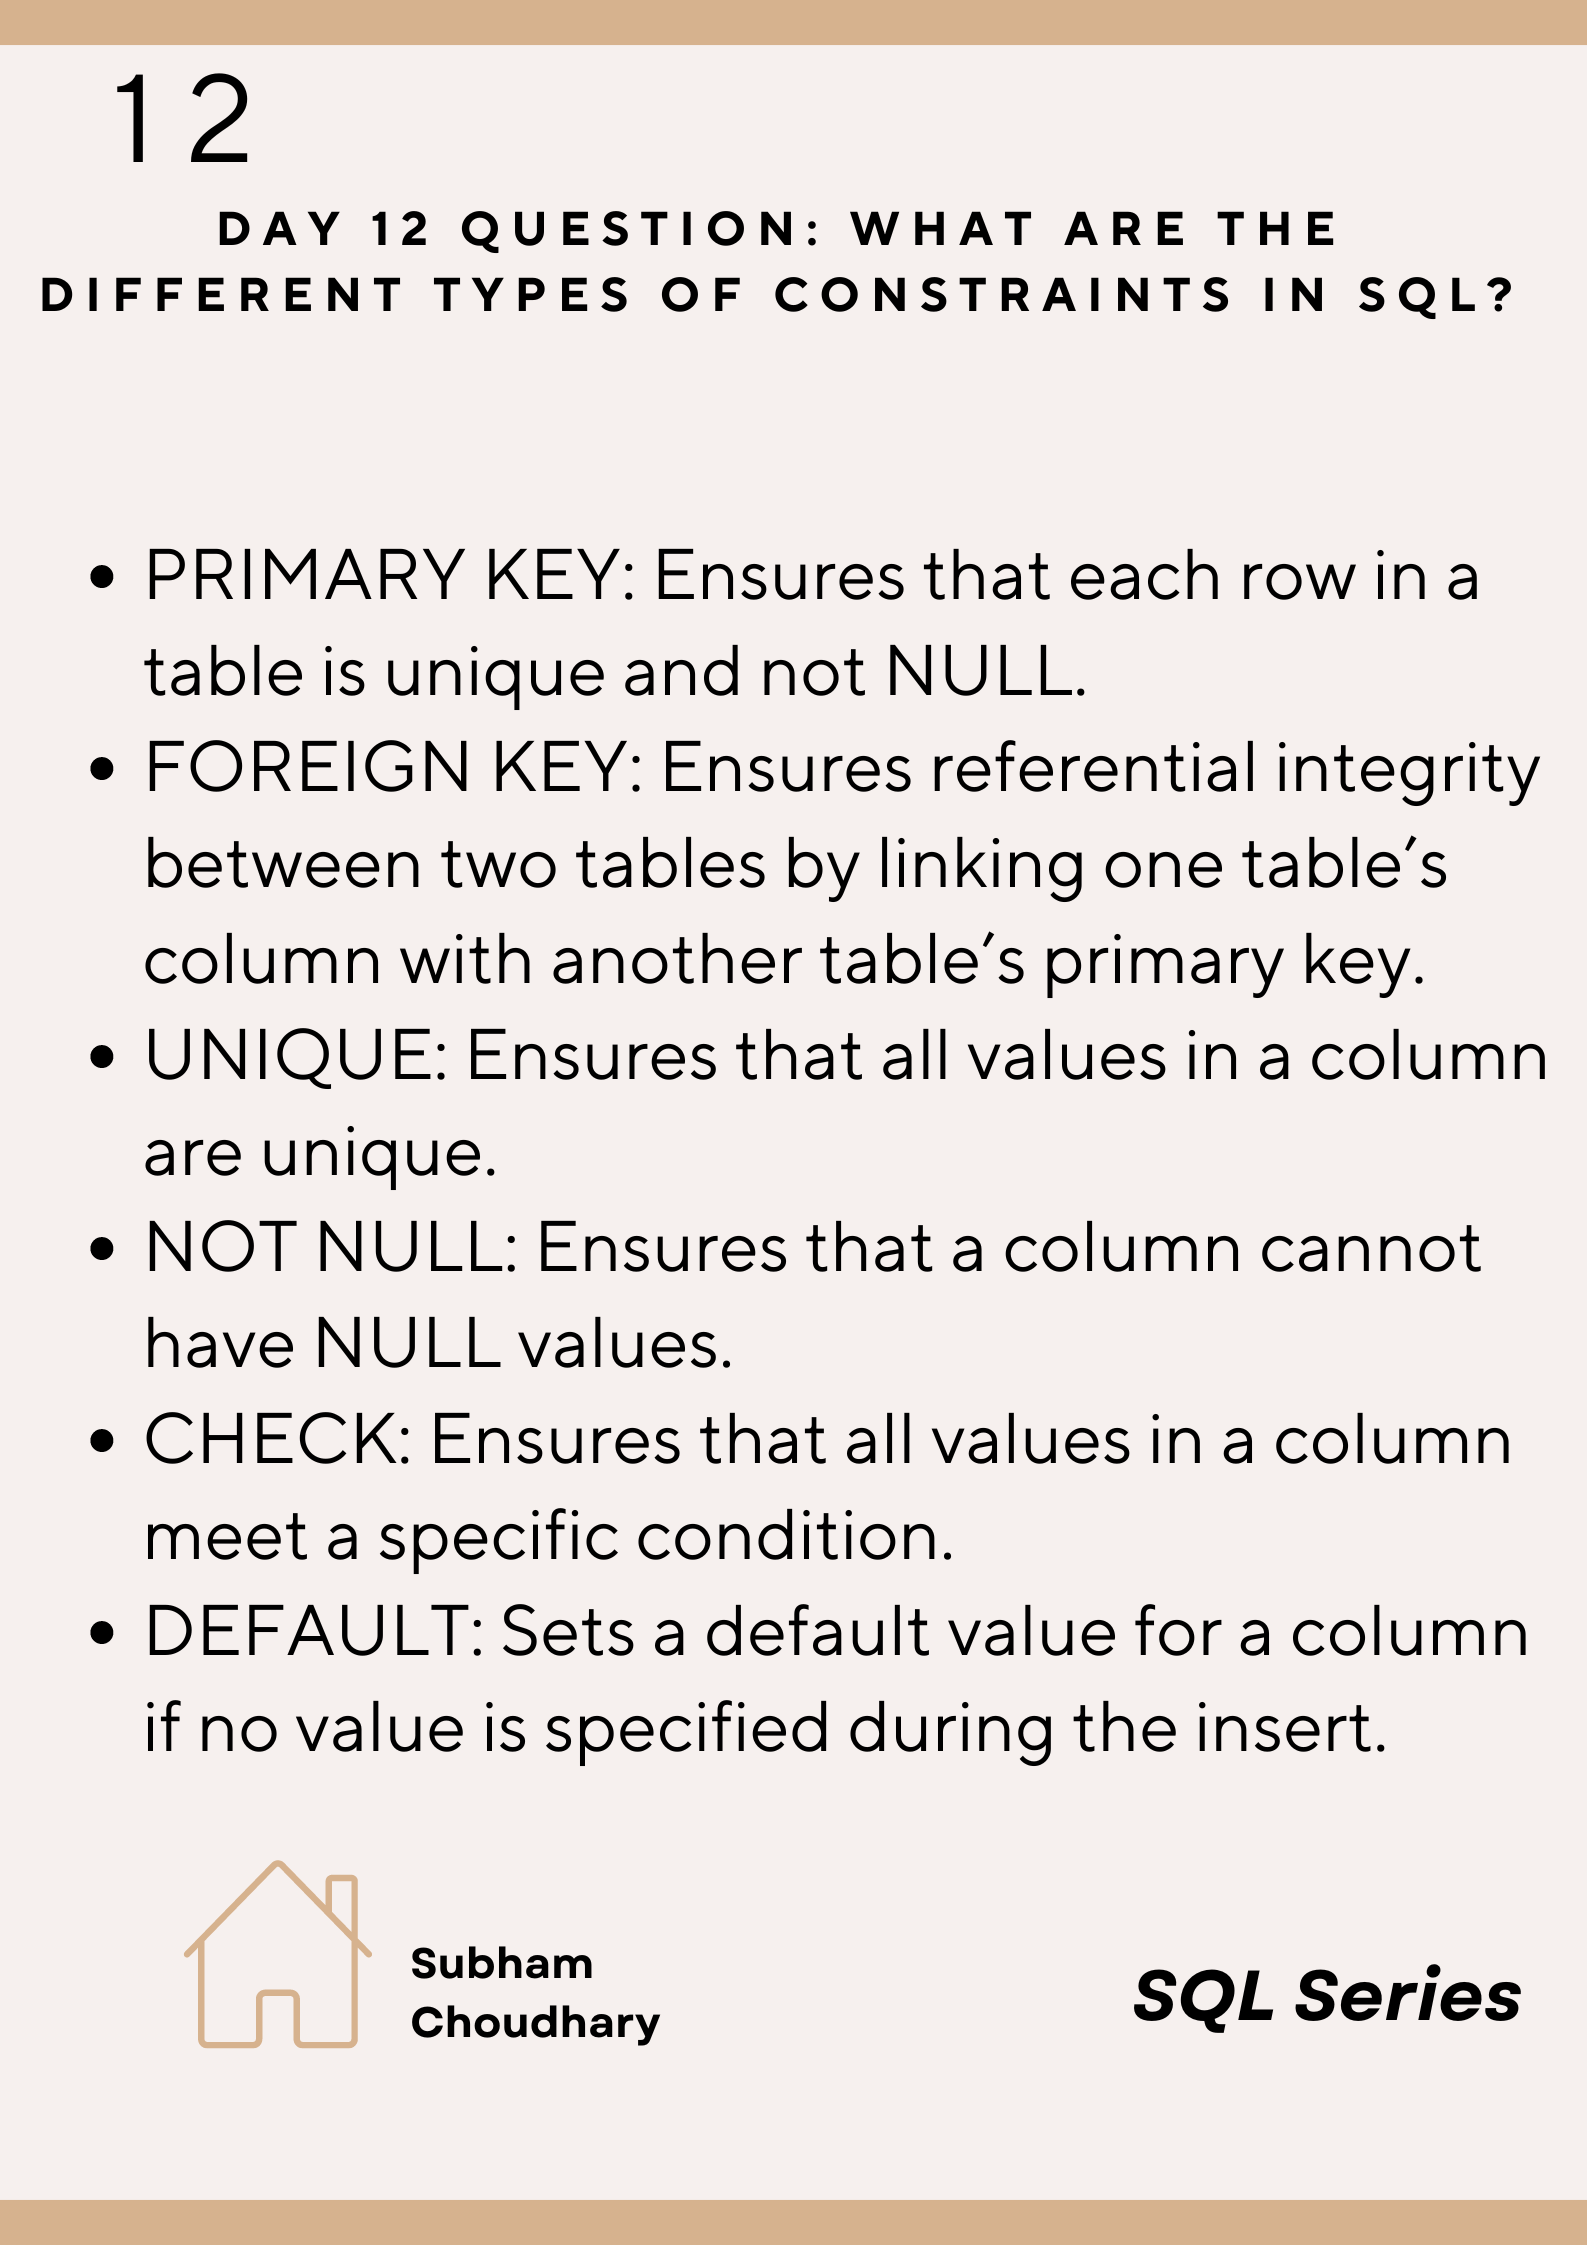 12
DAY 12 QUESTION: WHAT ARE THE
DIFFERENT TYPES OF CONSTRAINTS IN SQL?
• PRIMARY KEY: Ensures that each row in a
table is unique and not NULL.
• FOREIGN KEY: Ensures referential integrity
between two tables by linking one table’s
column with another table’s primary key.
• UNIQUE: Ensures that all values in a column
are unique.
• NOT NULL: Ensures that a column cannot
have NULL values.
• CHECK: Ensures that all values in a column
meet a specific condition.
• DEFAULT: Sets a default value for a column
if no value is specified during the insert.
Subham
Choudhary
SQL Series